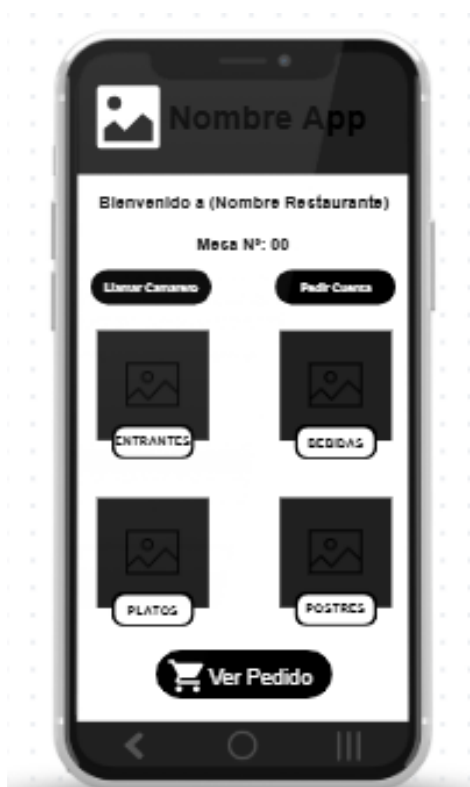 Nombre App
Bienvenido a (Nombre Restaurante)
Mesa Nº: 00
Llamar Camarero
Pedir Cuenta
ENTRANTES
BEBIDAS
PLATOS
POSTRES
Ver Pedido